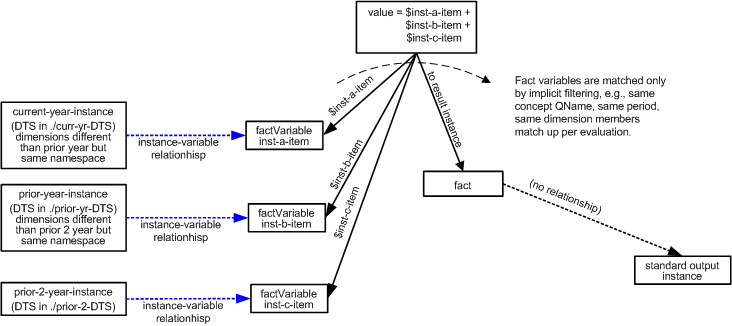 value = $inst-a-item +
$inst-b-item +
$inst-c-item
$inst-a-item
to result instance
Fact variables are matched only
by implicit filtering, e.g., same
concept QName, same period,
same dimension members
match up per evaluation.
current-year-instance
(DTS in ./curr-yr-DTS)
dimensions different
than prior year but
same namespace
instance-variable
relationhisp
factVariable
inst-a-item
$inst-b-item
fact
(no relationship)
prior-year-instance
(DTS in ./prior-yr-DTS)
dimensions different
than prior 2 year but
same namespace
instance-variable
relationhisp
factVariable
inst-b-item
$inst-c-item
standard output
instance
prior-2-year-instance
(DTS in ./prior-2-DTS)
instance-variable
relationhisp
factVariable
inst-c-item